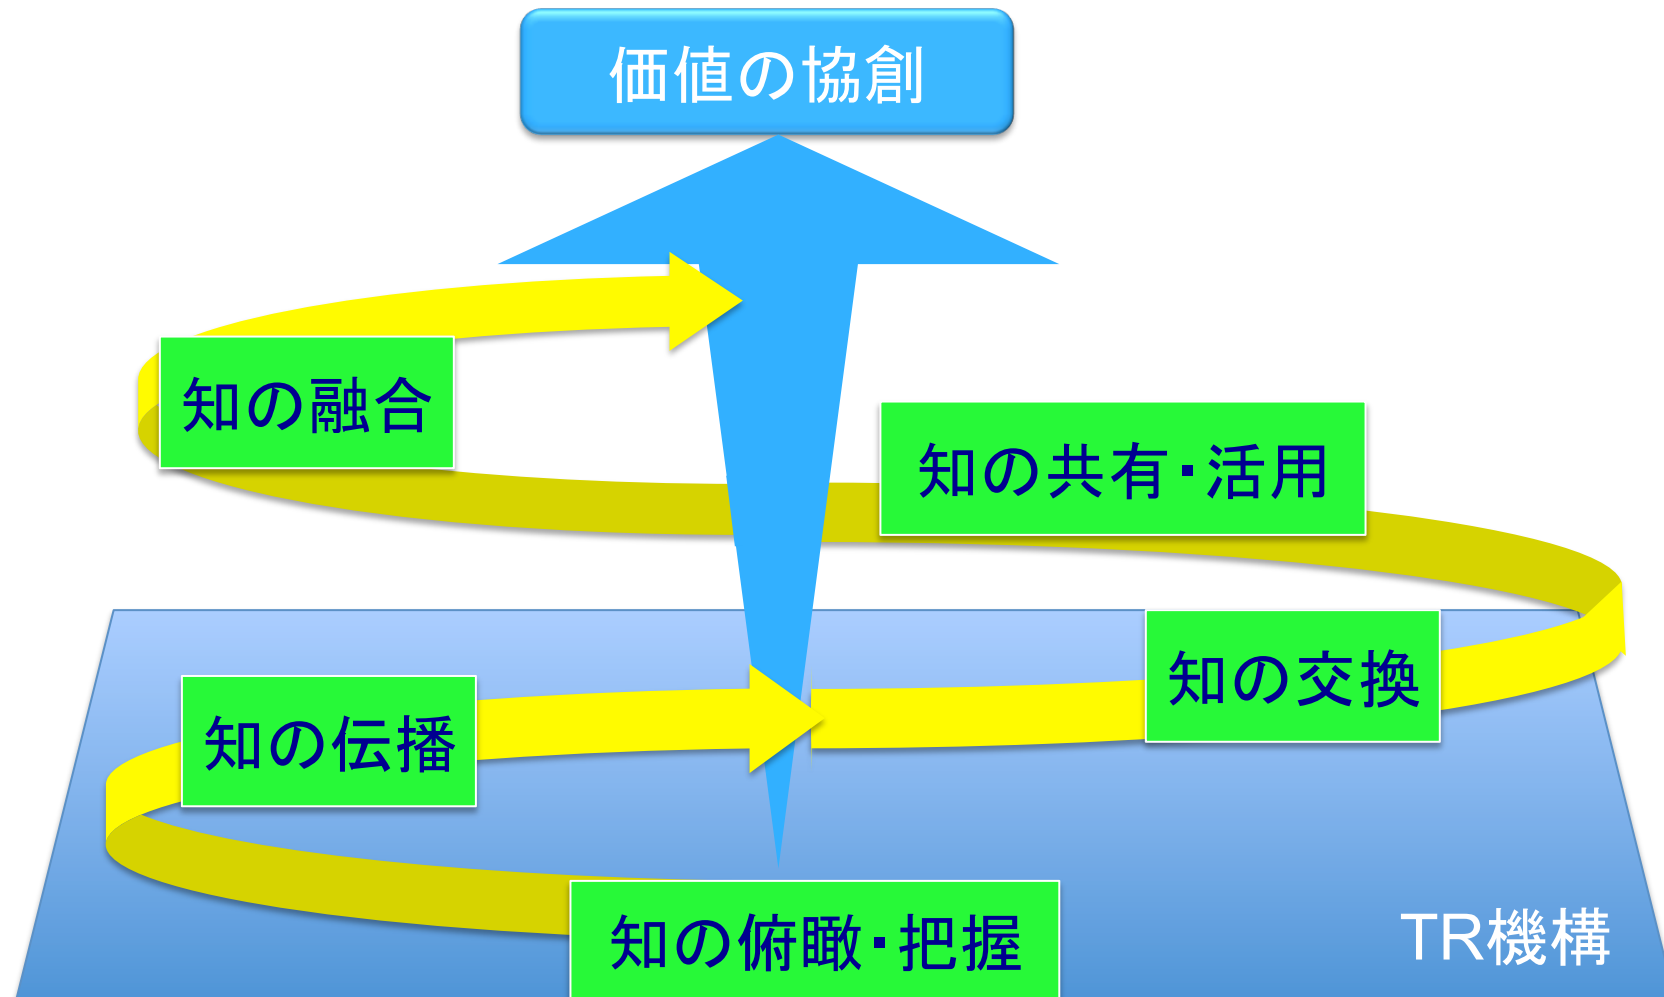 価値の協創
知の融合
知の共有・活用
知の交換
知の伝播
知の俯瞰・把握
TR機構